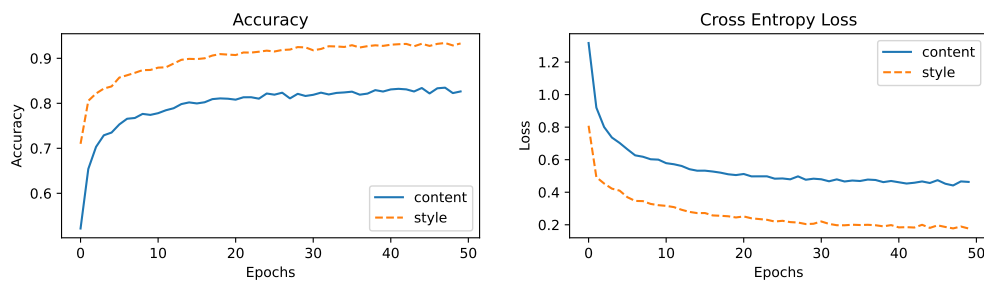 Accuracy
Accuracy
0.9
0.8
0.7
0.6
content
style
0 10 20 30 40 50
Epochs
Cross Entropy Loss
Loss
1.2
1.0
0.8
0.6
0.4
0.2
content
style
0 10 20 30 40 50
Epochs